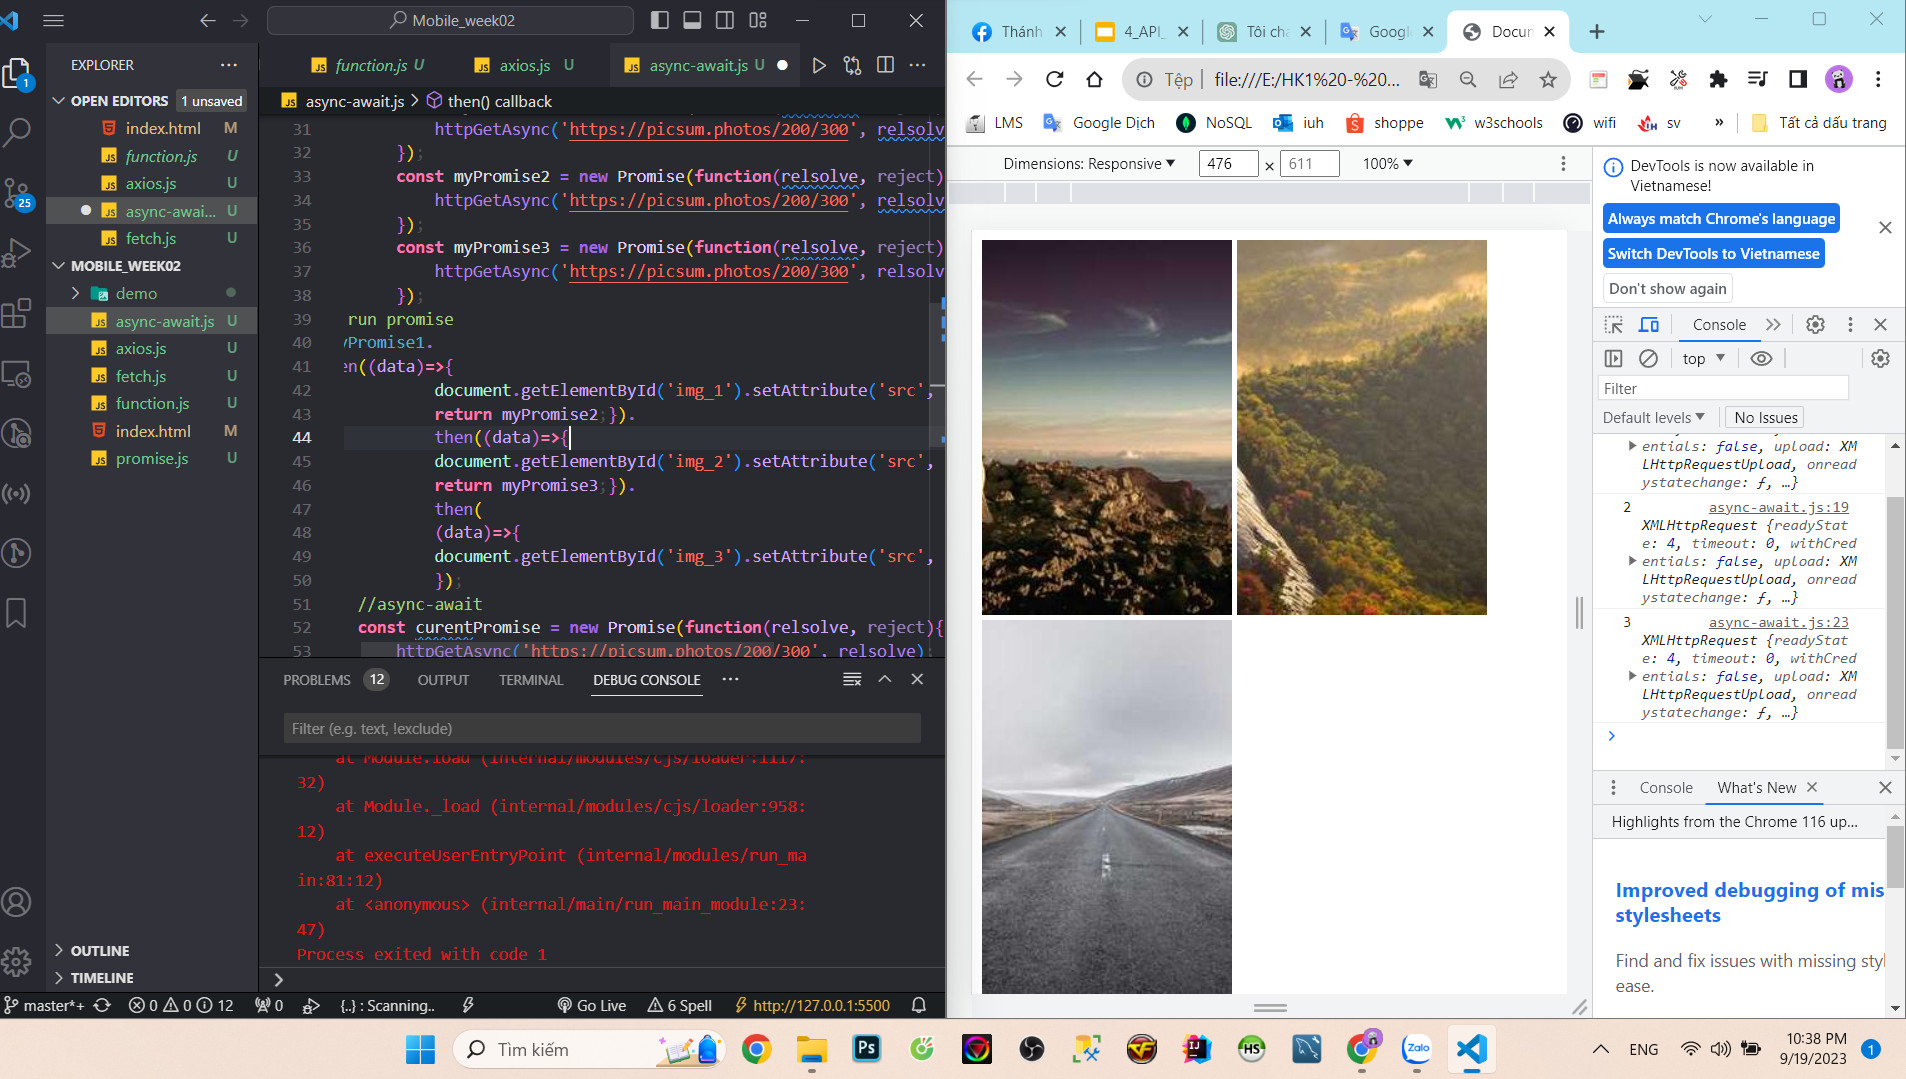 Mobile_week02
EXPLORER
OPEN EDITORS 1 unsaved
index.html M
function.js U
axios.js U
async-awai... U
fetch.js U
MOBILE_WEEK02
demo
async-await.js U
axios.js U
fetch.js U
function.js U
index.html M
promise.js U
OUTLINE
TIMELINE
1
25
function.js U
axios.js U
async-await.js U
async-await.js > then() callback
31 httpGetAsync('https://picsum.photos/200/300', relsolv
32 });
33 const myPromise2 = new Promise(function(relsolve, reject)
34 httpGetAsync('https://picsum.photos/200/300', relsolv
35 });
36 const myPromise3 = new Promise(function(relsolve, reject)
37 httpGetAsync('https://picsum.photos/200/300', relsolv
38 });
39 run promise
40 yPromise1.
41 en((data)=>{
42 document.getElementById('img_1').setAttribute('src',
43 return myPromise2;}).
44 then((data)=>{
45 document.getElementById('img_2').setAttribute('src',
46 return myPromise3;}).
47 then(
48 (data)=>{
49 document.getElementById('img_3').setAttribute('src',
50 });
51 //async-await
52 const curentPromise = new Promise(function(relsolve, reject){
53 httpGetAsync('https://picsum.photos/200/300', relsolve);
PROBLEMS 12 OUTPUT TERMINAL DEBUG CONSOLE
Filter (e.g. text, !exclude)
at Module.load (internal/modules/cjs/loader:1117:
32)
at Module._load (internal/modules/cjs/loader:958:
12)
at executeUserEntryPoint (internal/modules/run_ma
in:81:12)
at <anonymous> (internal/main/run_main_module:23:
47)
Process exited with code 1
master*+ 0 0 12 0 {..} : Scanning.. Go Live 6 Spell http://127.0.0.1:5500
Thánh
4_API_
Tôi ch
Googl
Docun
Tệp | file:///E:/HK1%20-%20...
LMS Google Dịch NoSQL iuh shoppe w3schools wifi sv » Tất cả dấu trang
Dimensions: Responsive 476 × 611 100%
DevTools is now available in
Vietnamese!
Always match Chrome's language
Switch DevTools to Vietnamese
Don't show again
Console
top
Filter
Default levels No Issues
entials: false, upload: XM
LHttpRequestUpload, onread
ystatechange: ƒ, …}
2 async-await.js:19
XMLHttpRequest {readyStat
e: 4, timeout: 0, withCred
entials: false, upload: XM
LHttpRequestUpload, onread
ystatechange: ƒ, …}
3 async-await.js:23
XMLHttpRequest {readyStat
e: 4, timeout: 0, withCred
entials: false, upload: XM
LHttpRequestUpload, onread
ystatechange: ƒ, …}
Console What's New
Highlights from the Chrome 116 up...
Improved debugging of mis
stylesheets
Find and fix issues with missing styl
ease.
Tìm kiếm
Ps
IJ
HS
Zalo
ENG
10:38 PM
9/19/2023
1